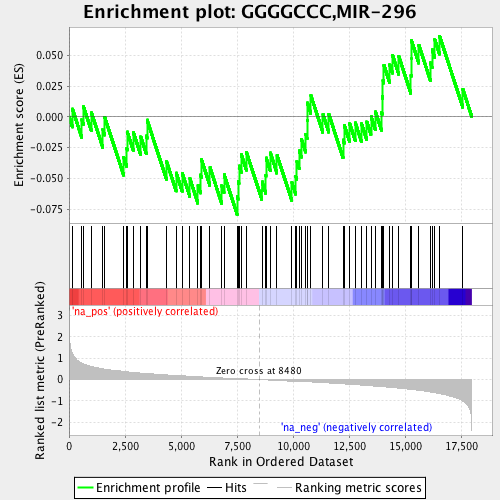 Enrichment plot: GGGGCCC,MIR-296
Enrichment score (ES)
0.050
0.025
0.000
-0.025
-0.050
-0.075
'na_pos' (positively correlated)
Ranked list metric (PreRanked)
3
2
1
0
-1
-2
Zero cross at 8480
'na_neg' (negatively correlated)
0
2,500
5,000
7,500
10,000
12,500
15,000
17,500
Rank in Ordered Dataset
Enrichment profile
Hits
Ranking metric scores